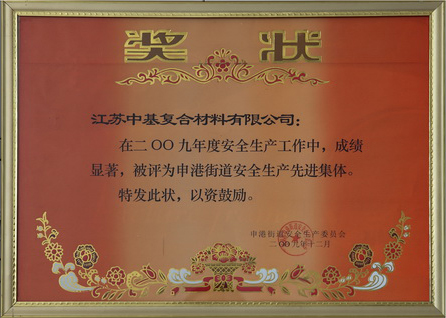 奖状
江苏中基复合材料有限公司：
在二OO九年度安全生产工作中，成绩
显著，被评为申港街道安全生产先进集体。
特发此状，以资鼓励。
申港街道安全生产委员会
二OO九年十二月